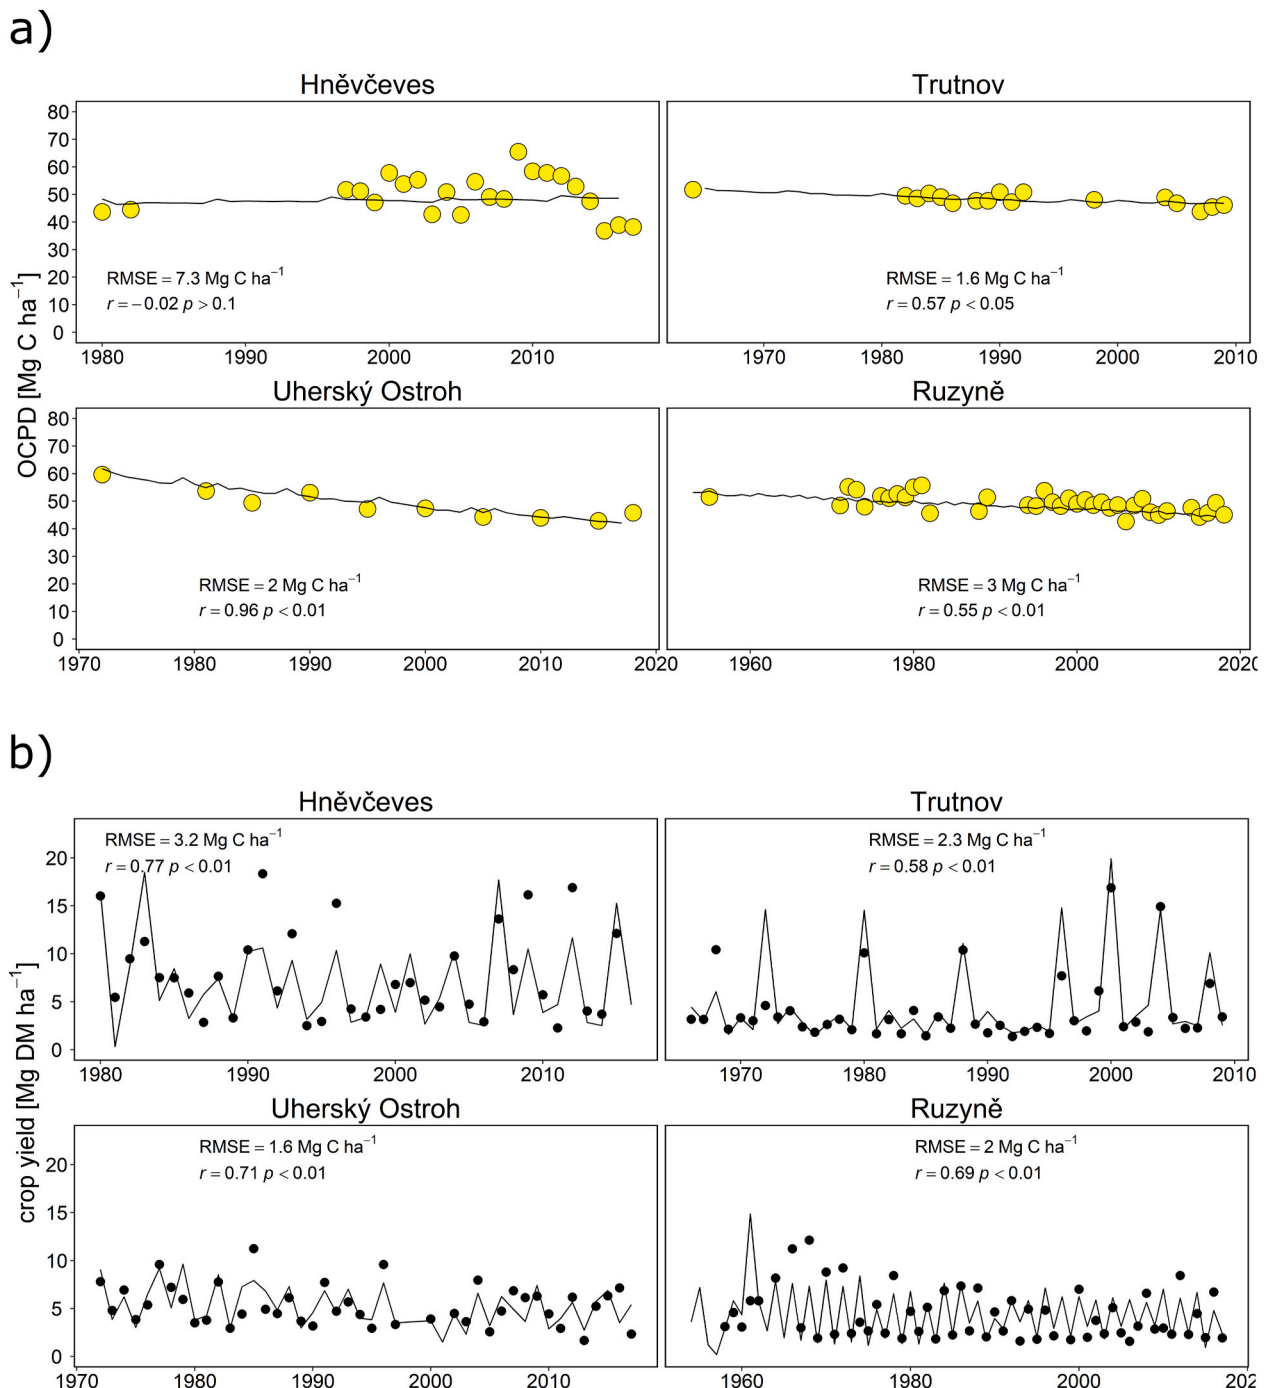 a)
Hněvčeves
Trutnov
OCPD [Mg C ha⁻¹]
80
70
60
50
40
30
20
10
0
RMSE = 7.3 Mg C ha⁻¹
r = −0.02 p > 0.1
RMSE = 1.6 Mg C ha⁻¹
r = 0.57 p < 0.05
1980 1990 2000 2010
1970 1980 1990 2000 2010
Uherský Ostroh
Ruzyně
80
70
60
50
40
30
20
10
0
RMSE = 2 Mg C ha⁻¹
r = 0.96 p < 0.01
RMSE = 3 Mg C ha⁻¹
r = 0.55 p < 0.01
1970 1980 1990 2000 2010 2020
1960 1980 2000 2020
b)
Hněvčeves
Trutnov
crop yield [Mg DM ha⁻¹]
20
15
10
5
0
RMSE = 3.2 Mg C ha⁻¹
r = 0.77 p < 0.01
RMSE = 2.3 Mg C ha⁻¹
r = 0.58 p < 0.01
1980 1990 2000 2010
1970 1980 1990 2000 2010
Uherský Ostroh
Ruzyně
20
15
10
5
0
RMSE = 1.6 Mg C ha⁻¹
r = 0.71 p < 0.01
RMSE = 2 Mg C ha⁻¹
r = 0.69 p < 0.01
1970 1980 1990 2000 2010
1960 1980 2000 202